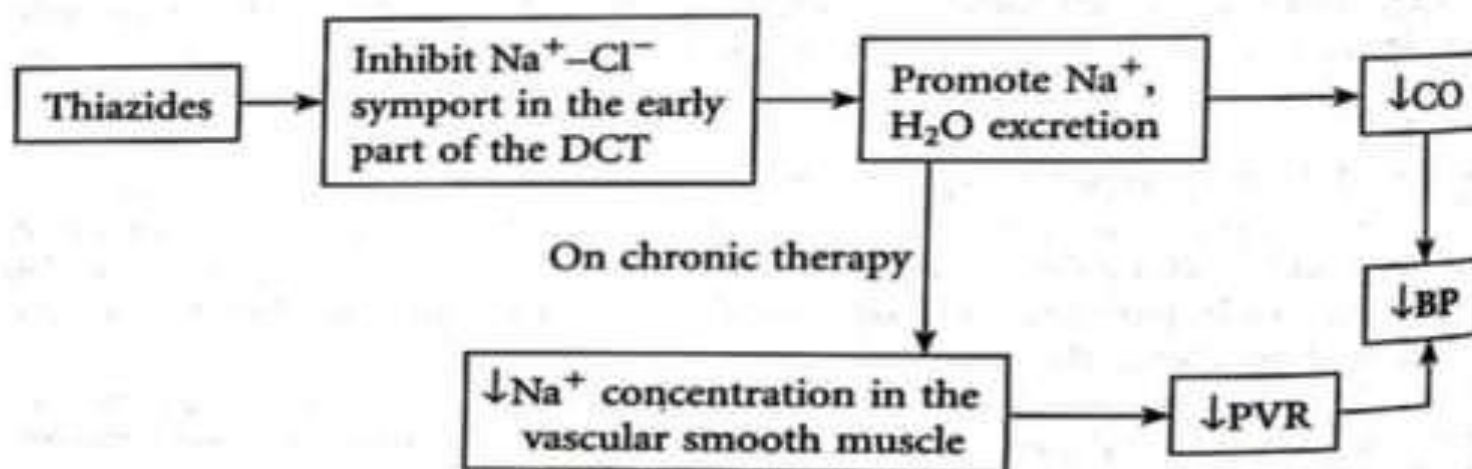 Thiazides
Inhibit Na⁺–Cl⁻
symport in the early
part of the DCT
Promote Na⁺,
H₂O excretion
↓CO
On chronic therapy
↓BP
↓Na⁺ concentration in the
vascular smooth muscle
↓PVR